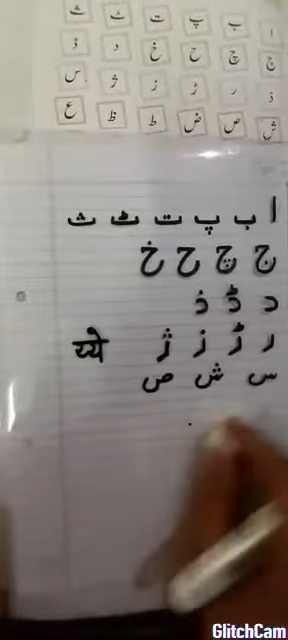 ا ب پ ت ٹ ث
ج چ ح خ د ڈ
ذ ر ڑ ز ژ س
ش ص ض ط ظ ع
ا ب پ ت ٹ ث
ج چ ح خ
د ڈ ذ
ر ڑ ز ژ य्ये
س ش ص
GlitchCam